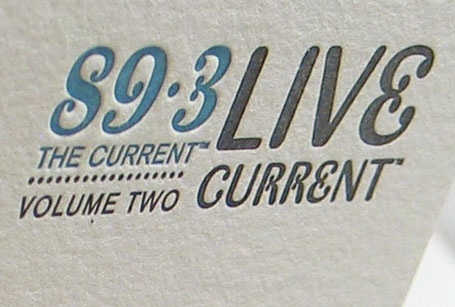 89.3 LIVE
THE CURRENT™
VOLUME TWO CURRENT™